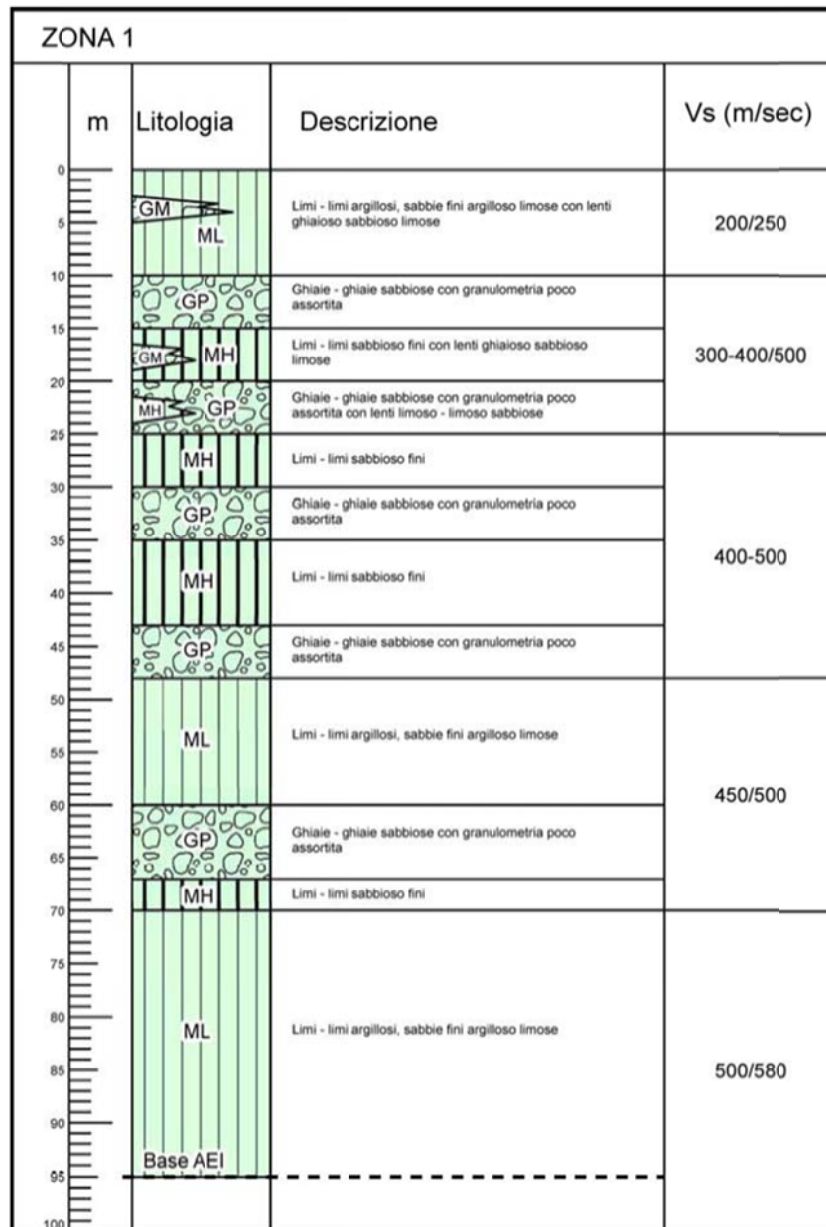 ZONA 1
m
Litologia
Descrizione
Vs (m/sec)
0
GM
ML
Limi - limi argillosi, sabbie fini argilloso limose con lenti
ghiaioso sabbioso limose
200/250
5
10
GP
Ghiaie - ghiaie sabbiose con granulometria poco
assortita
15
GM
MH
Limi - limi sabbioso fini con lenti ghiaioso sabbioso
limose
300-400/500
20
MH
GP
Ghiaie - ghiaie sabbiose con granulometria poco
assortita con lenti limoso - limoso sabbiose
25
MH
Limi - limi sabbioso fini
30
GP
Ghiaie - ghiaie sabbiose con granulometria poco
assortita
35
MH
Limi - limi sabbioso fini
400-500
40
45
GP
Ghiaie - ghiaie sabbiose con granulometria poco
assortita
50
ML
Limi - limi argillosi, sabbie fini argilloso limose
55
450/500
60
GP
Ghiaie - ghiaie sabbiose con granulometria poco
assortita
65
MH
Limi - limi sabbioso fini
70
75
80
ML
Limi - limi argillosi, sabbie fini argilloso limose
85
500/580
90
Base AEI
95
100